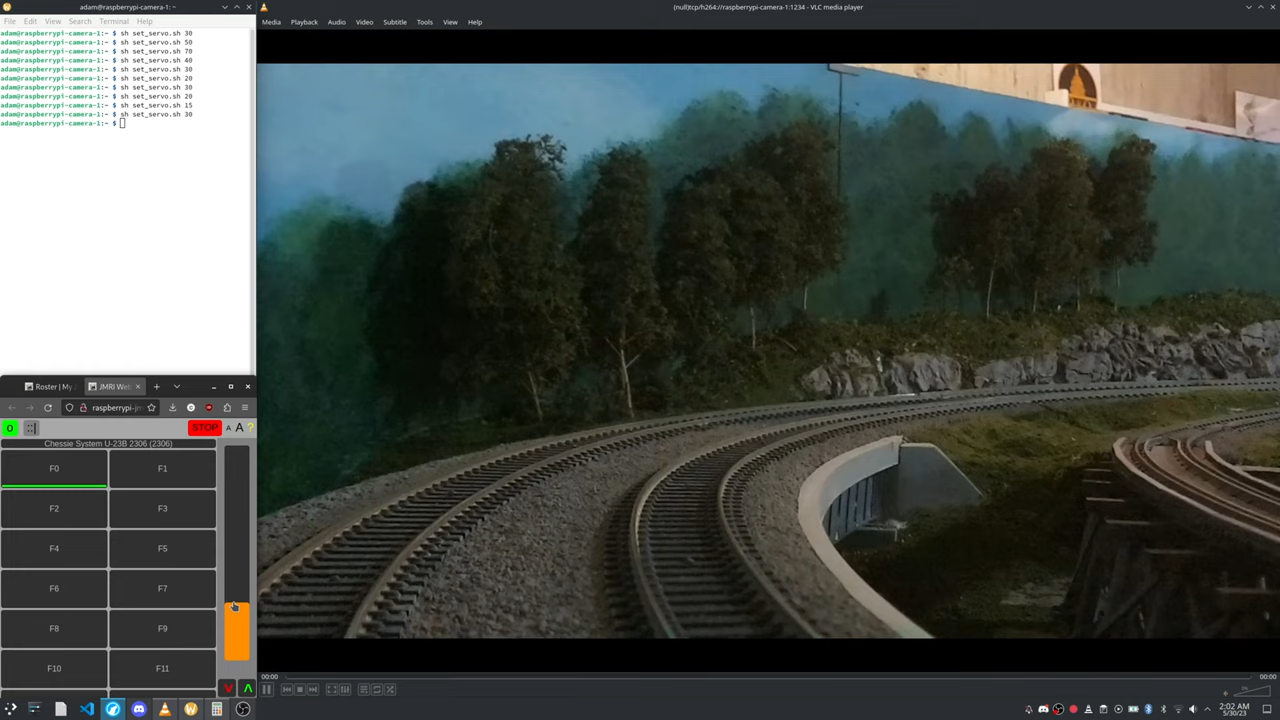 adam@raspberrypi-camera-1: ~
File Edit View Search Terminal Help
adam@raspberrypi-camera-1:~ $ sh set_servo.sh 30
adam@raspberrypi-camera-1:~ $ sh set_servo.sh 50
adam@raspberrypi-camera-1:~ $ sh set_servo.sh 70
adam@raspberrypi-camera-1:~ $ sh set_servo.sh 40
adam@raspberrypi-camera-1:~ $ sh set_servo.sh 30
adam@raspberrypi-camera-1:~ $ sh set_servo.sh 20
adam@raspberrypi-camera-1:~ $ sh set_servo.sh 30
adam@raspberrypi-camera-1:~ $ sh set_servo.sh 20
adam@raspberrypi-camera-1:~ $ sh set_servo.sh 15
adam@raspberrypi-camera-1:~ $ sh set_servo.sh 30
adam@raspberrypi-camera-1:~ $
(null)tcp/h264://raspberrypi-camera-1:1234 - VLC media player
Media Playback Audio Video Subtitle Tools View Help
Roster | My
JMRI Web
raspberrypi-jm
0 STOP A A ?
Chessie System U-23B 2306 (2306)
F0 F1
F2 F3
F4 F5
F6 F7
F8 F9
F10 F11
00:00 00:00
2:02 AM
5/30/23